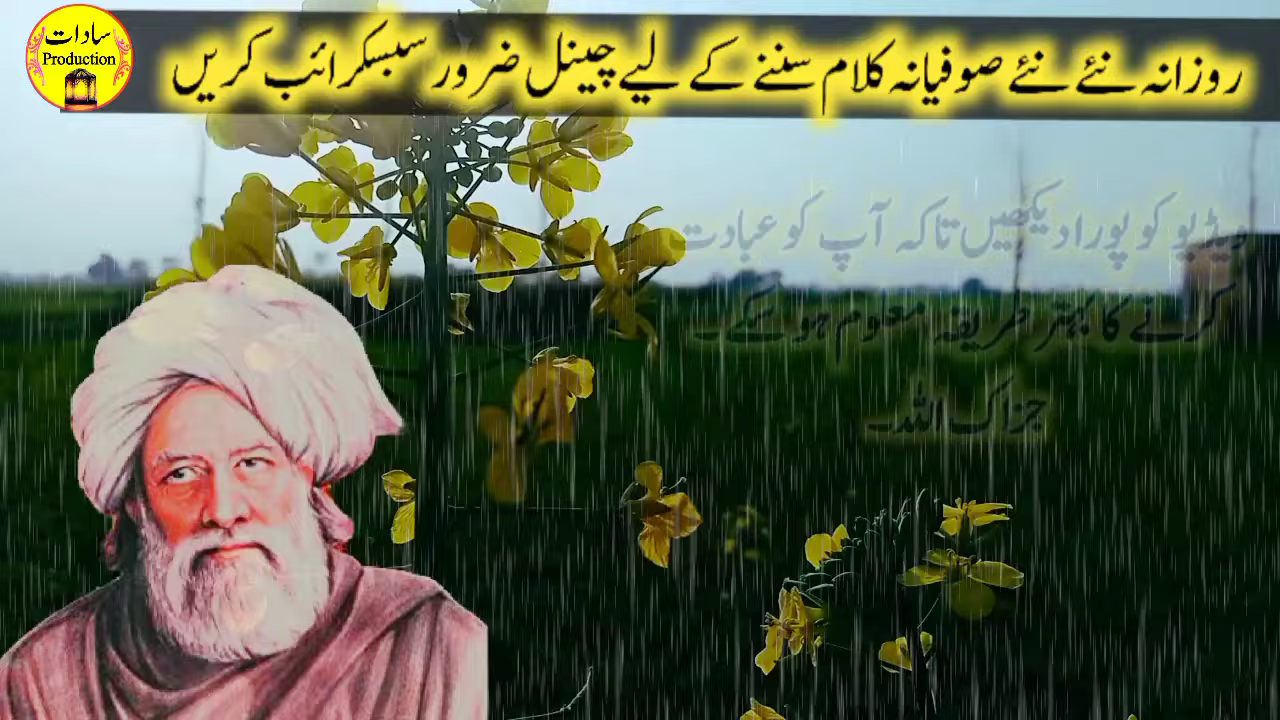 سادات
Production
روزانہ نئے نئے صوفیانہ کلام سننے کے لیے چینل ضرور سبسکرائب کریں
ویڈیو کو پورا دیکھیں تاکہ آپ کو عبادت
کرنے کا بہتر طریقہ معلوم ہو سکے۔
جزاک اللہ۔